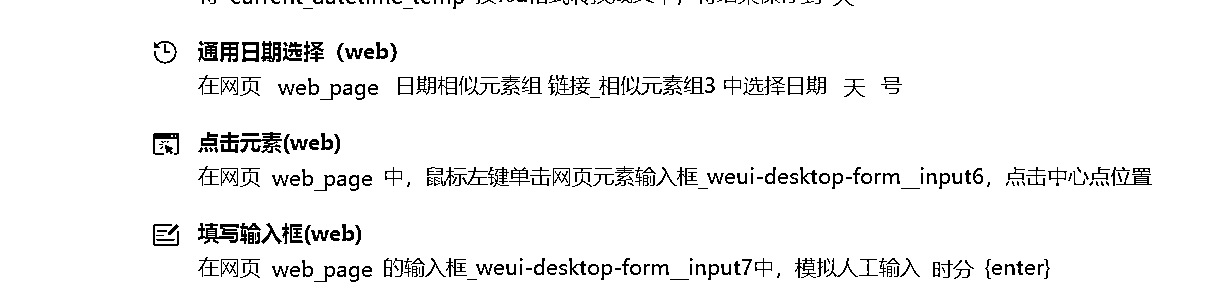 通用日期选择（web）
在网页 web_page 日期相似元素组 链接_相似元素组3 中选择日期 天 号
点击元素(web)
在网页 web_page 中，鼠标左键单击网页元素输入框_weui-desktop-form__input6，点击中心点位置
填写输入框(web)
在网页 web_page 的输入框_weui-desktop-form__input7中，模拟人工输入 时分 {enter}